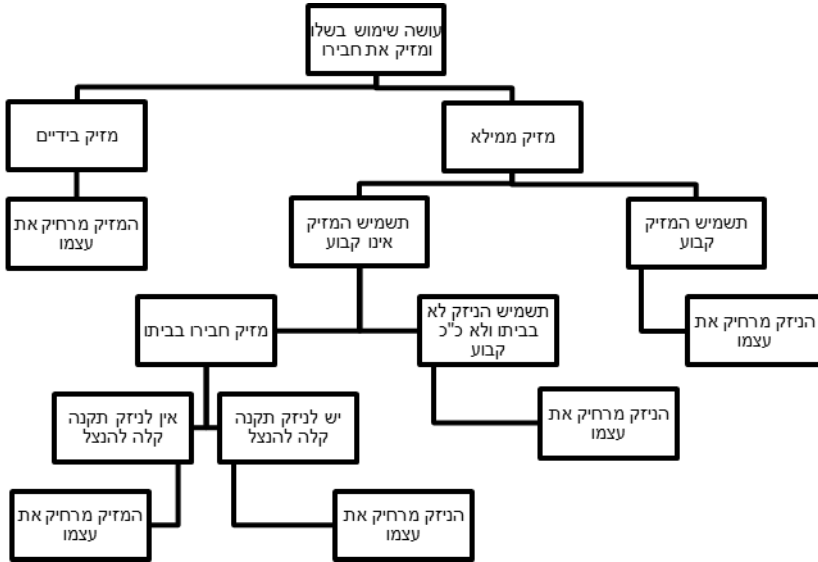 עושה שימוש בשלו
ומזיק את חבירו
מזיק ממילא
מזיק בידיים
תשמיש המזיק
קבוע
תשמיש המזיק
אינו קבוע
המזיק מרחיק את
עצמו
הניזק מרחיק את
עצמו
תשמיש הניזק לא
בביתו ולא כ"כ
קבוע
מזיק חבירו בביתו
הניזק מרחיק את
עצמו
יש לניזק תקנה
קלה להנצל
אין לניזק תקנה
קלה להנצל
הניזק מרחיק את
עצמו
המזיק מרחיק את
עצמו